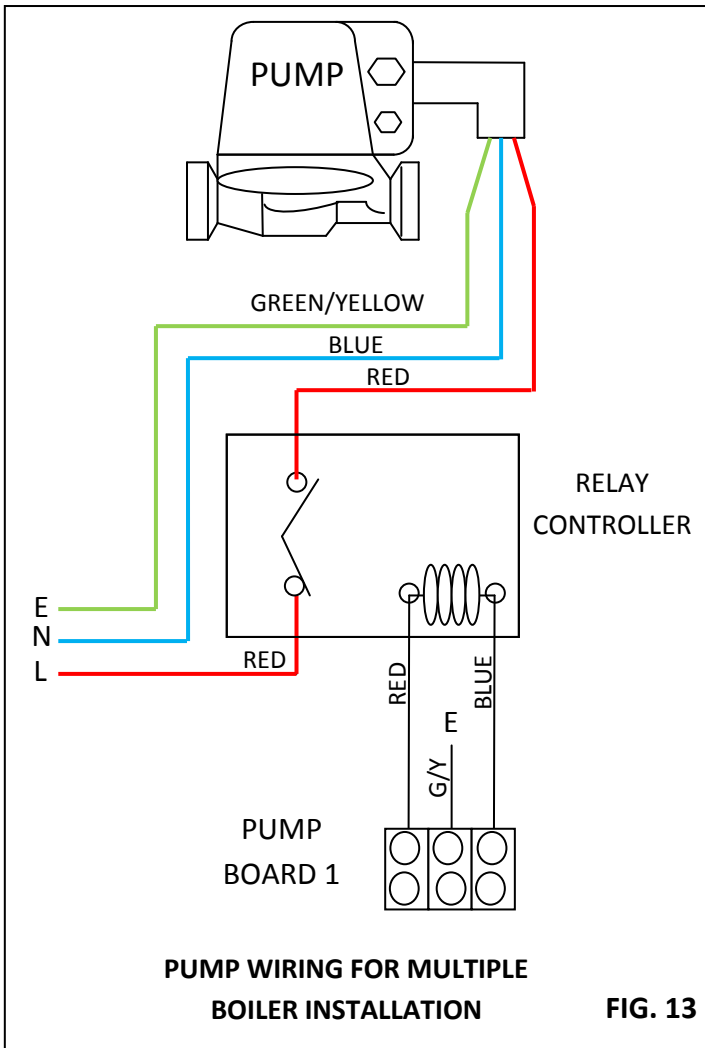 PUMP
GREEN/YELLOW
BLUE
RED
RELAY
CONTROLLER
E
N
L
RED
RED
E
G/Y
BLUE
PUMP
BOARD 1
PUMP WIRING FOR MULTIPLE
BOILER INSTALLATION
FIG. 13